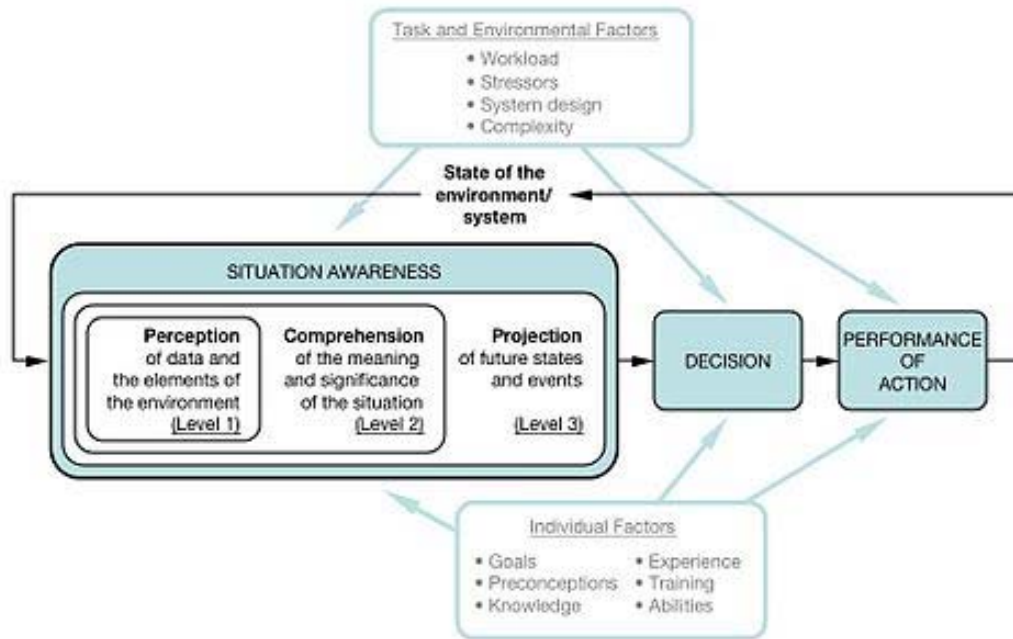 Task and Environmental Factors
• Workload
• Stressors
• System design
• Complexity
State of the
environment/
system
SITUATION AWARENESS
Perception
of data and
the elements of
the environment
(Level 1)
Comprehension
of the meaning
and significance
of the situation
(Level 2)
Projection
of future states
and events
(Level 3)
DECISION
PERFORMANCE
OF
ACTION
Individual Factors
• Goals
• Preconceptions
• Knowledge
• Experience
• Training
• Abilities